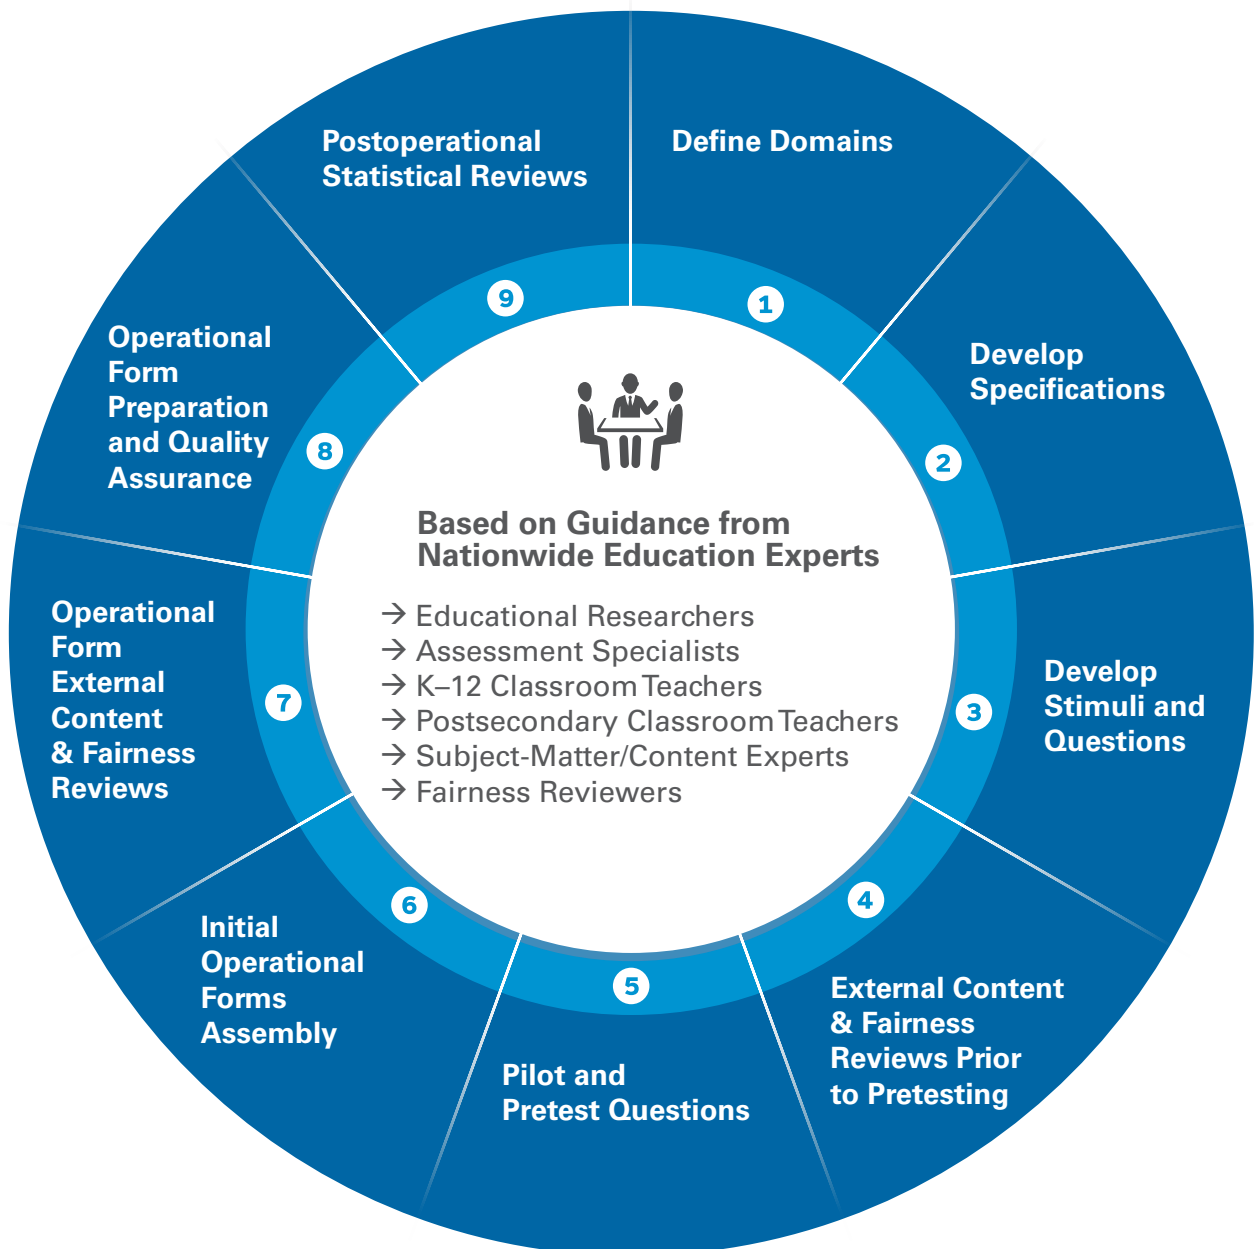 Define Domains
1
Develop
Specifications
2
Develop
Stimuli and
Questions
3
External Content
& Fairness
Reviews Prior
to Pretesting
4
Pilot and
Pretest Questions
5
Initial
Operational
Forms
Assembly
6
Operational
Form
External
Content
& Fairness
Reviews
7
Operational
Form
Preparation
and Quality
Assurance
8
Postoperational
Statistical Reviews
9
Based on Guidance from
Nationwide Education Experts
→ Educational Researchers
→ Assessment Specialists
→ K–12 Classroom Teachers
→ Postsecondary Classroom Teachers
→ Subject-Matter/Content Experts
→ Fairness Reviewers